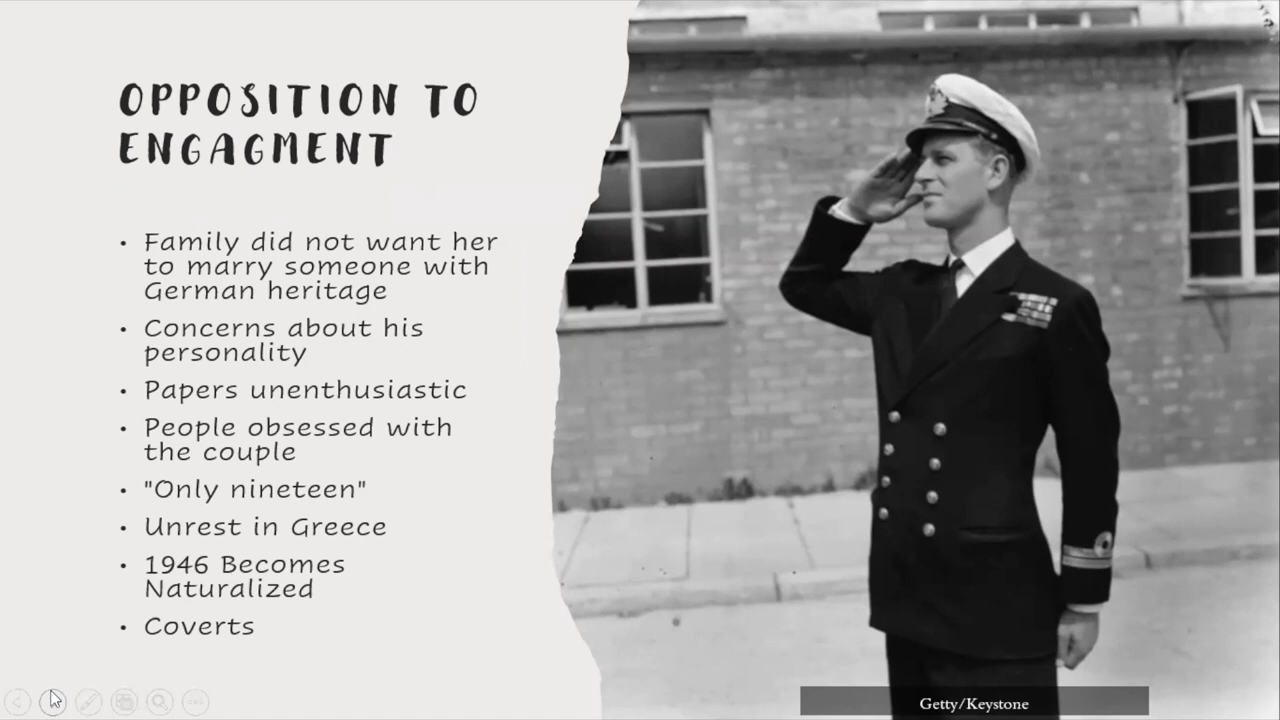 OPPOSITION TO
ENGAGMENT
• Family did not want her
to marry someone with
German heritage
• Concerns about his
personality
• Papers unenthusiastic
• People obsessed with
the couple
• "Only nineteen"
• Unrest in Greece
• 1946 Becomes
Naturalized
• Coverts
Getty/Keystone